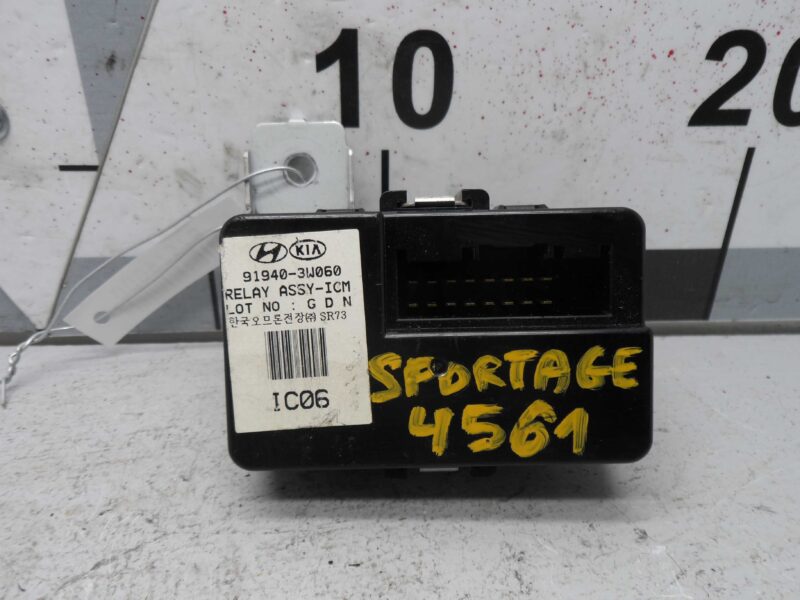 10
20
KIA
91940-3W060
RELAY ASSY-ICM
LOT NO : G D N
한국오므론전장㈜ SR73
IC06
SPORTAGE
4561